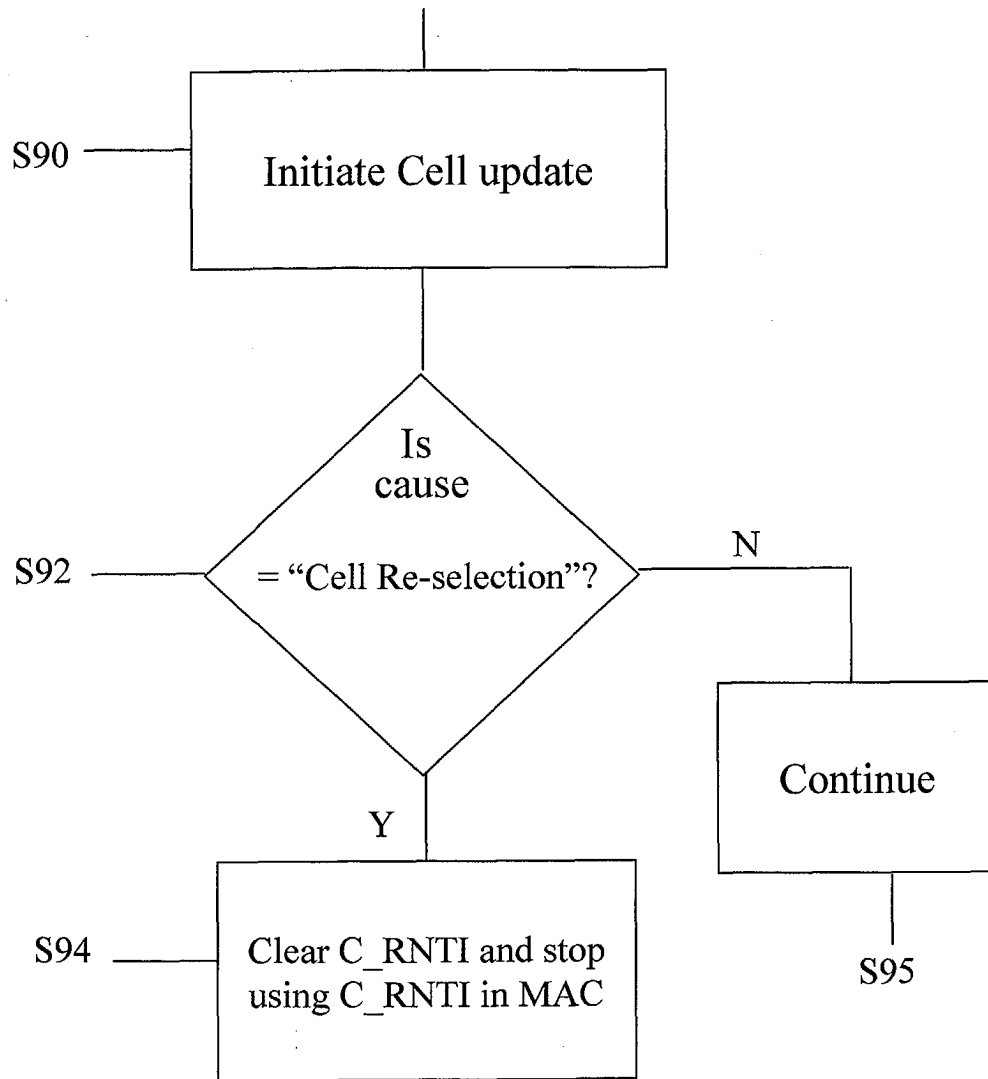 S90
Initiate Cell update
Is
cause
S92
= “Cell Re-selection”?
N
Continue
Y
S94
Clear C_RNTI and stop
using C_RNTI in MAC
S95